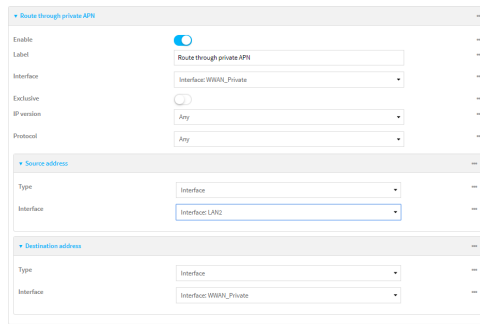 Route through private APN
Enable
Label Route through private APN
Interface Interface: WWAN_Private
Exclusive
IP version Any
Protocol Any
Source address
Type Interface
Interface Interface: LAN2
Destination address
Type Interface
Interface Interface: WWAN_Private